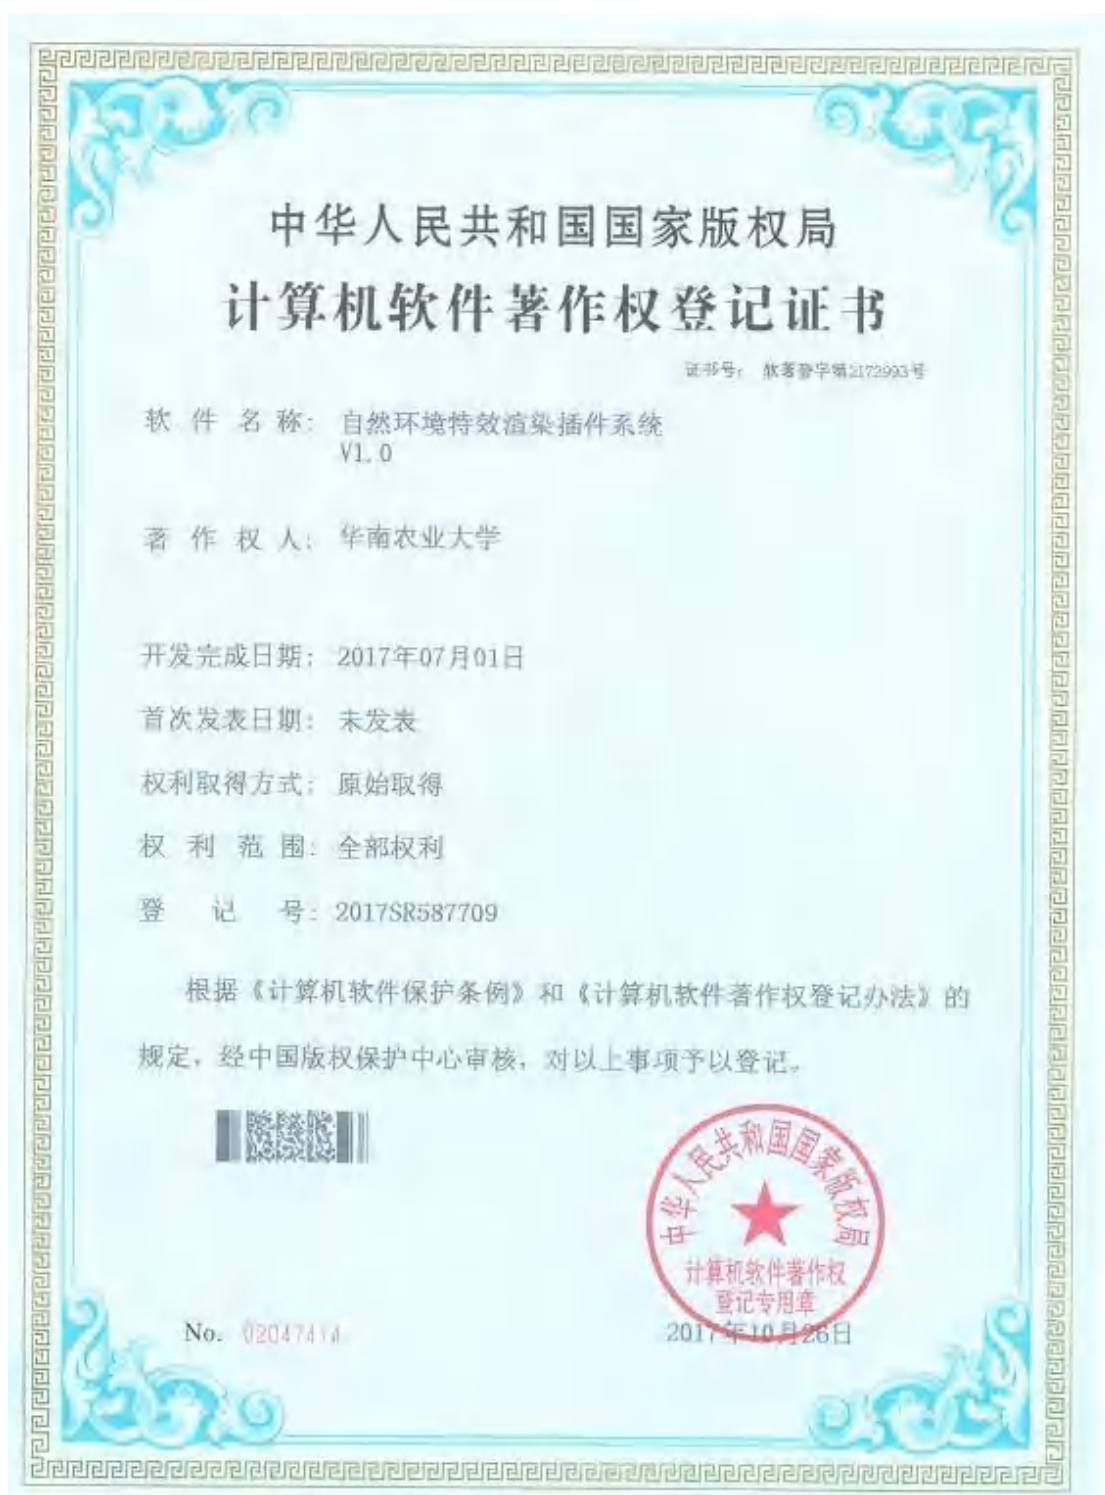 中华人民共和国国家版权局
计算机软件著作权登记证书
证书号： 软著登字第2172993号
软件名称： 自然环境特效渲染插件系统
V1.0
著作权人： 华南农业大学
开发完成日期： 2017年07月01日
首次发表日期： 未发表
权利取得方式： 原始取得
权利范围： 全部权利
登记号： 2017SR587709
根据《计算机软件保护条例》和《计算机软件著作权登记办法》的
规定，经中国版权保护中心审核，对以上事项予以登记。
中华人民共和国国家版权局
计算机软件著作权
登记专用章
No. 02047414
2017年10月26日